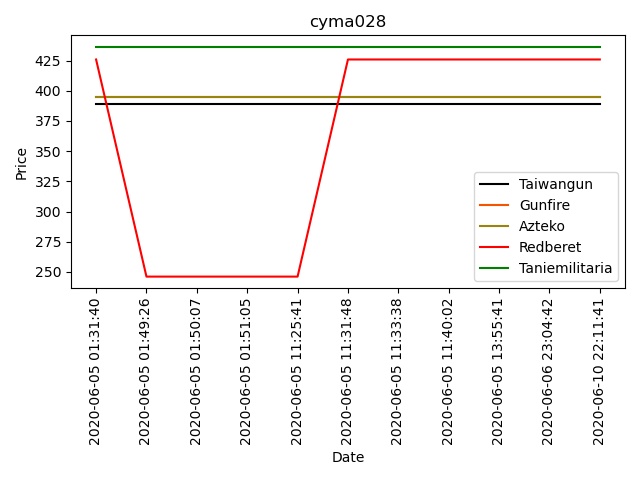 cyma028
Price
425
400
375
350
325
300
275
250
Taiwangun
Gunfire
Azteko
Redberet
Taniemilitaria
2020-06-05 01:31:40
2020-06-05 01:49:26
2020-06-05 01:50:07
2020-06-05 01:51:05
2020-06-05 11:25:41
2020-06-05 11:31:48
2020-06-05 11:33:38
2020-06-05 11:40:02
2020-06-05 13:55:41
2020-06-06 23:04:42
2020-06-10 22:11:41
Date